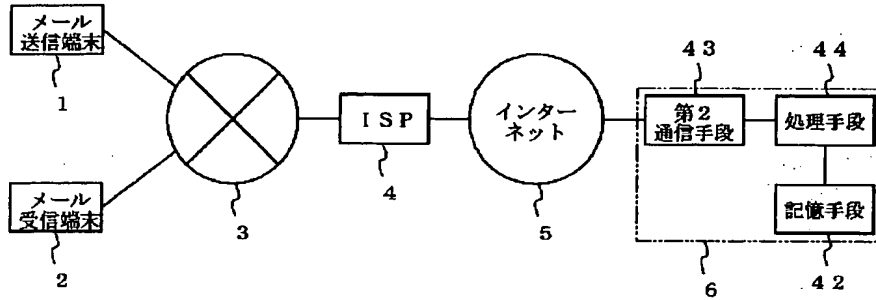 メール
送信端末
1
メール
受信端末
2
3
ISP
4
インター
ネット
5
43
第2
通信手段
44
処理手段
記憶手段
42
6